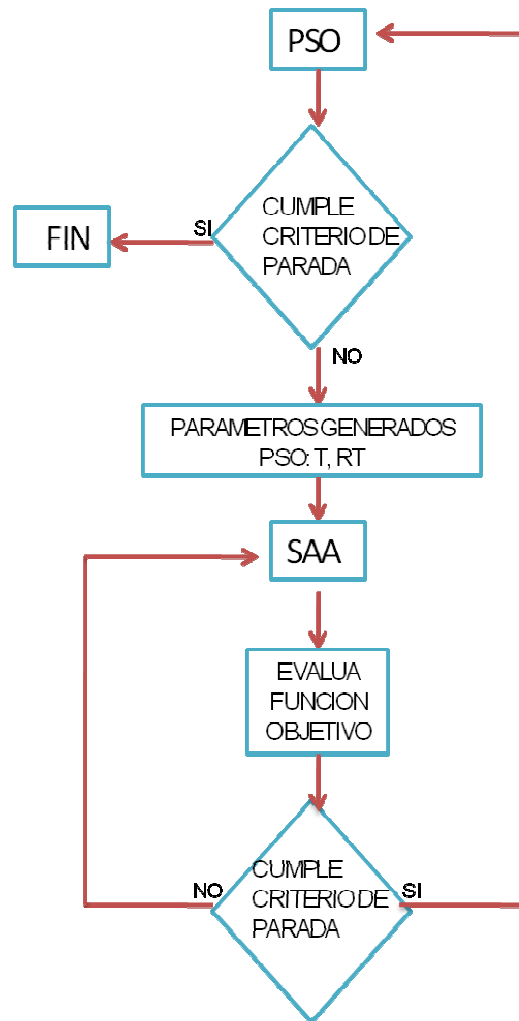 PSO
CUMPLE
CRITERIO DE
PARADA
SI
FIN
NO
PARAMETROS GENERADOS
PSO: T, RT
SAA
EVALUA
FUNCION
OBJETIVO
CUMPLE
CRITERIO DE
PARADA
NO
SI